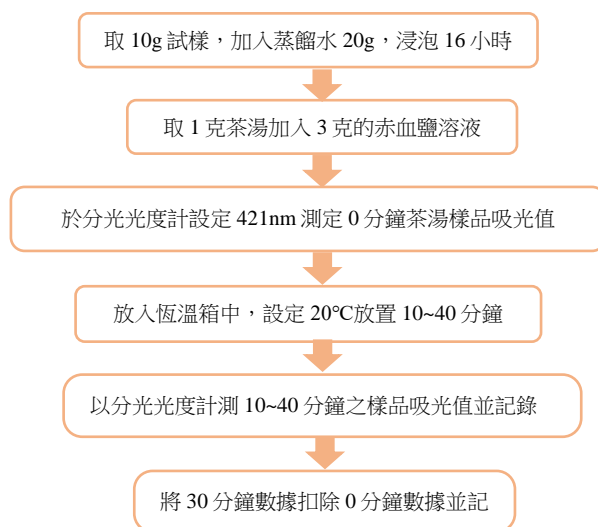 取 10g 試樣，加入蒸餾水 20g，浸泡 16 小時
取 1 克茶湯加入 3 克的赤血鹽溶液
於分光光度計設定 421nm 測定 0 分鐘茶湯樣品吸光值
放入恆溫箱中，設定 20℃放置 10~40 分鐘
以分光光度計測 10~40 分鐘之樣品吸光值並記錄
將 30 分鐘數據扣除 0 分鐘數據並記